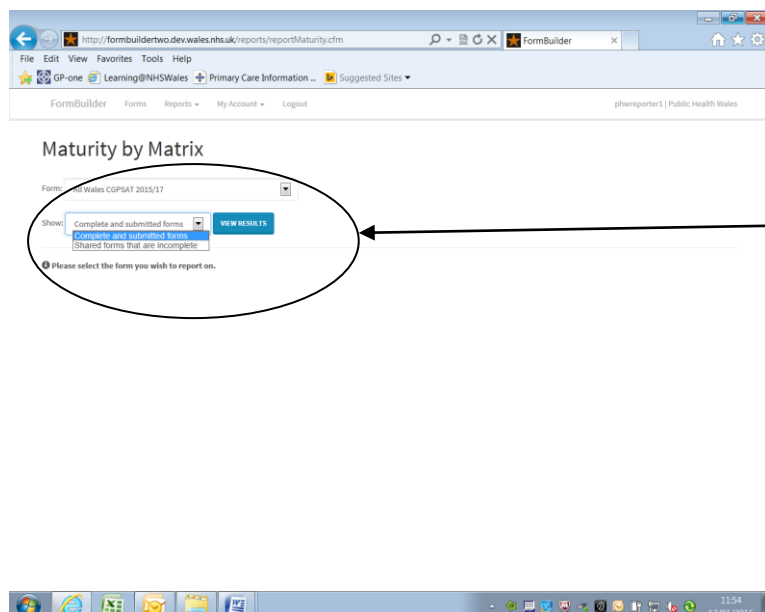 http://formbuildertwo.dev.wales.nhs.uk/reports/reportMaturity.cfm
FormBuilder
File Edit View Favorites Tools Help
GP-one Learning@NHSWales Primary Care Information ... Suggested Sites
FormBuilder Forms Reports My Account Logout phwreporter1 | Public Health Wales
Maturity by Matrix
Form: All Wales CGPSAT 2015/17
Show: Complete and submitted forms VIEW RESULTS
Complete and submitted forms
Shared forms that are incomplete
Please select the form you wish to report on.
11:54